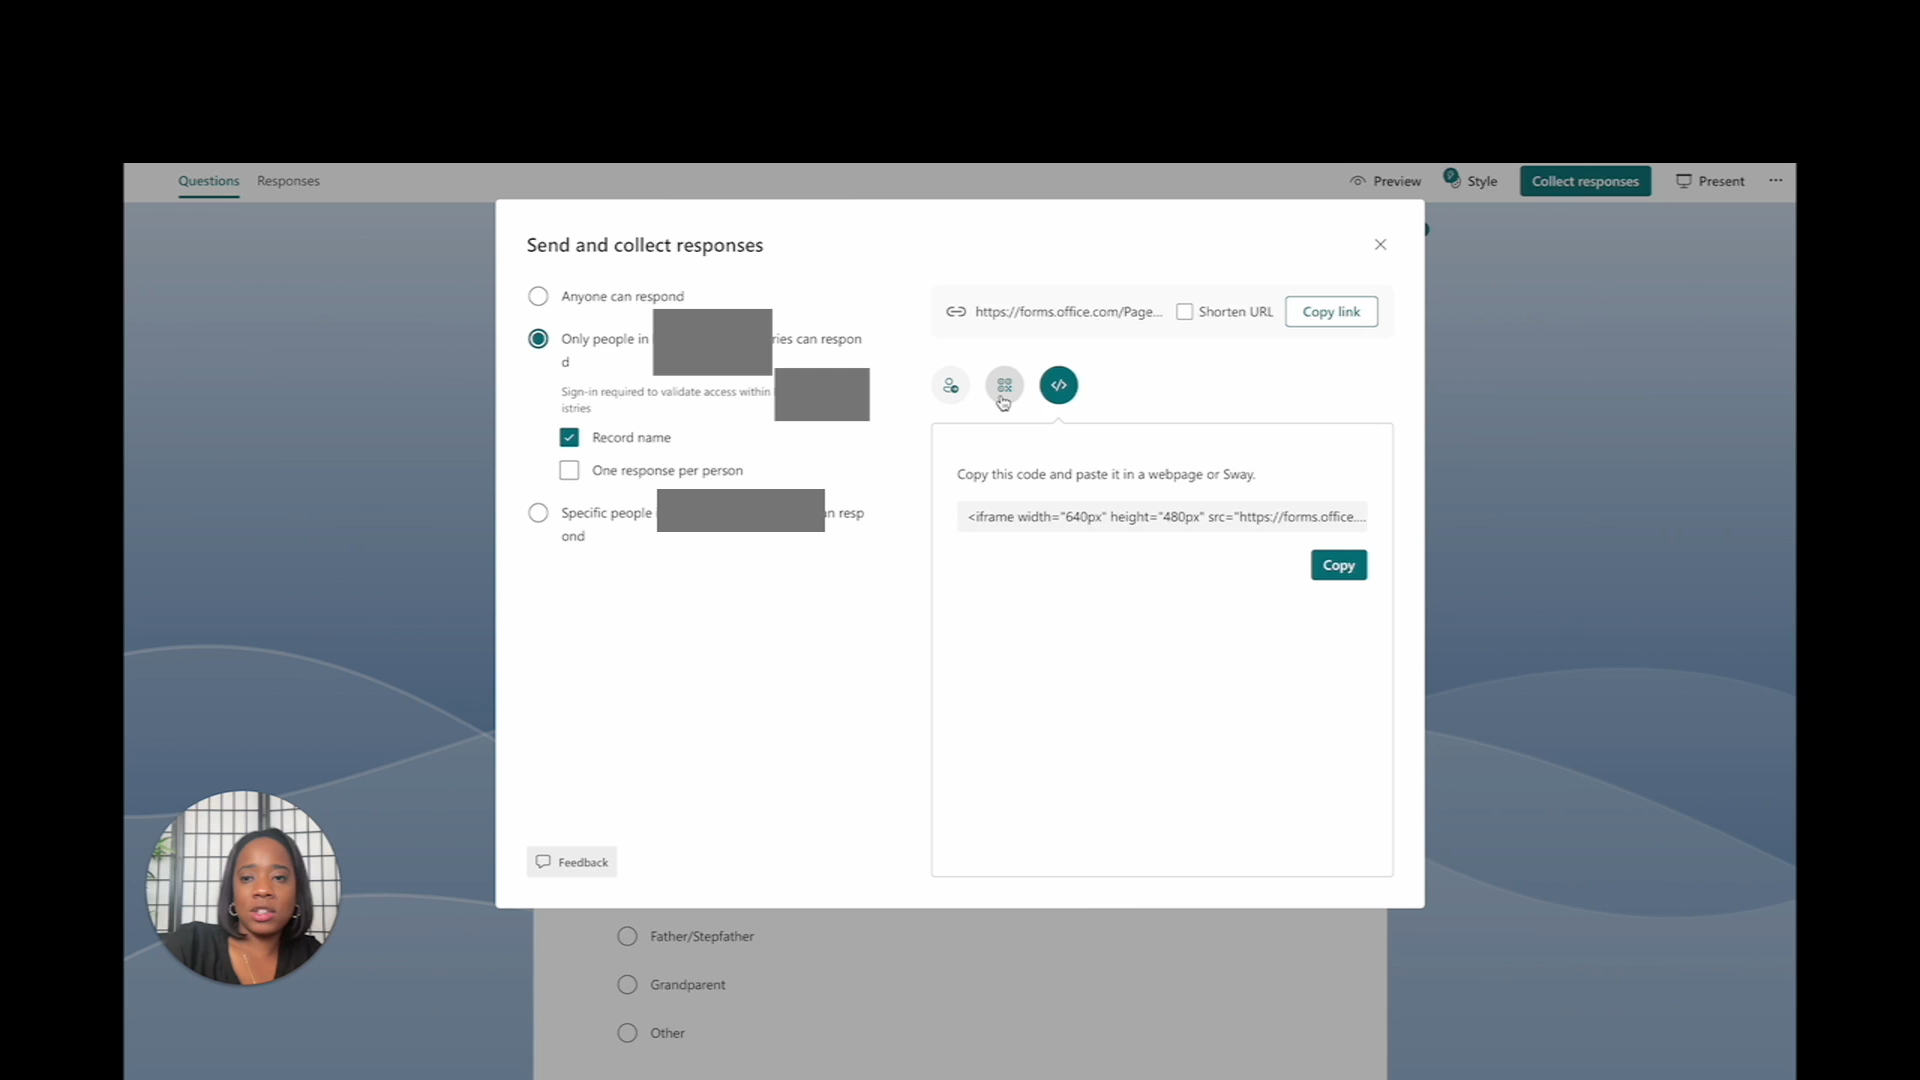 Questions Responses Preview Style Collect responses Present
Send and collect responses
Anyone can respond
Only people in ries can respon
d
Sign-in required to validate access within
istries
Record name
One response per person
Specific people n resp
ond
https://forms.office.com/Page... Shorten URL Copy link
</>
Copy this code and paste it in a webpage or Sway.
<iframe width="640px" height="480px" src="https://forms.office....
Copy
Feedback
Father/Stepfather
Grandparent
Other